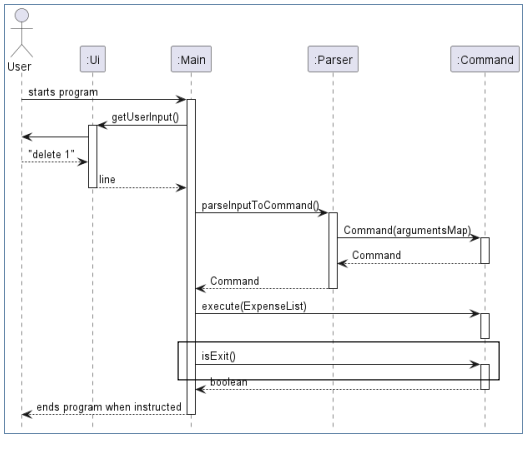 User
:Ui
:Main
:Parser
:Command
starts program
getUserInput()
"delete 1"
line
parseInputToCommand()
Command(argumentsMap)
Command
Command
execute(ExpenseList)
isExit()
boolean
ends program when instructed